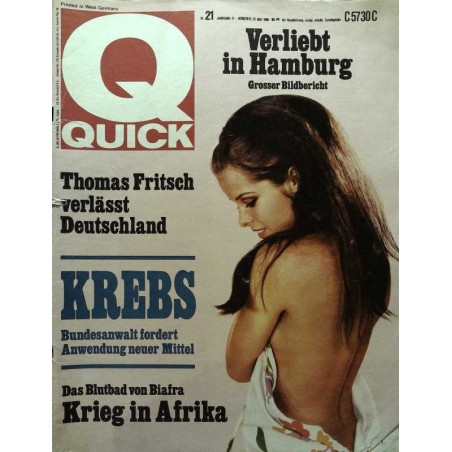 Printed in West Germany
Nr. 21
C 5730 C
Q
QUICK
Verliebt
in Hamburg
Grosser Bildbericht
Thomas Fritsch
verlässt
Deutschland
KREBS
Bundesanwalt fordert
Anwendung neuer Mittel
Das Blutbad von Biafra
Krieg in Afrika